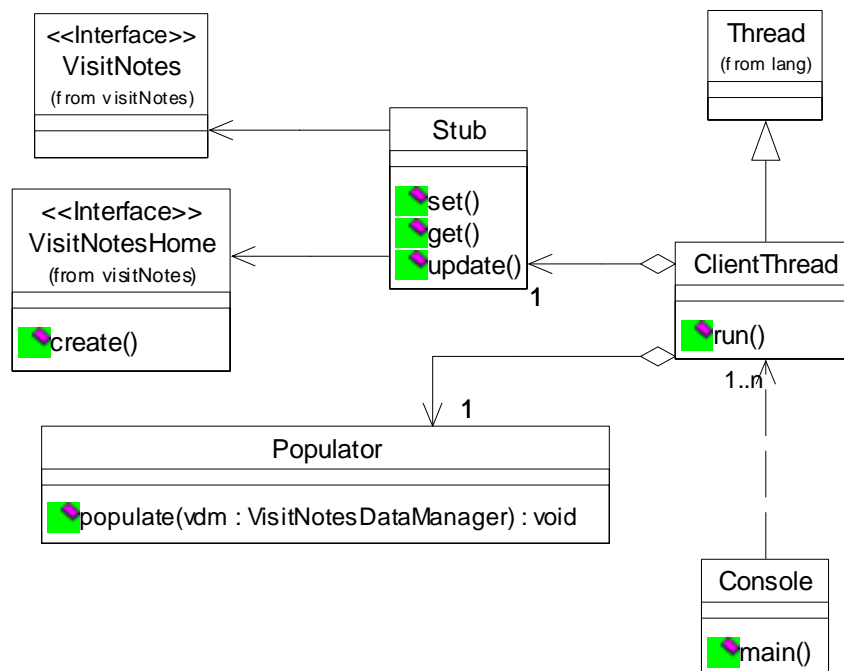 <<Interface>>
VisitNotes
(from visitNotes)
Thread
(from lang)
Stub
set()
get()
update()
<<Interface>>
VisitNotesHome
(from visitNotes)
create()
ClientThread
run()
1
1..n
1
Populator
populate(vdm : VisitNotesDataManager) : void
Console
main()